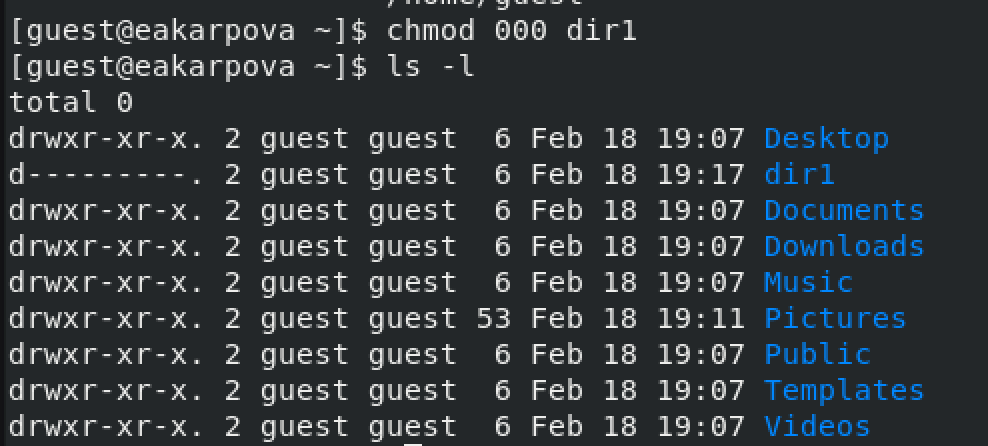 /home/guest
[guest@eakarpova ~]$ chmod 000 dir1
[guest@eakarpova ~]$ ls -l
total 0
drwxr-xr-x. 2 guest guest  6 Feb 18 19:07 Desktop
d---------. 2 guest guest  6 Feb 18 19:17 dir1
drwxr-xr-x. 2 guest guest  6 Feb 18 19:07 Documents
drwxr-xr-x. 2 guest guest  6 Feb 18 19:07 Downloads
drwxr-xr-x. 2 guest guest  6 Feb 18 19:07 Music
drwxr-xr-x. 2 guest guest 53 Feb 18 19:11 Pictures
drwxr-xr-x. 2 guest guest  6 Feb 18 19:07 Public
drwxr-xr-x. 2 guest guest  6 Feb 18 19:07 Templates
drwxr-xr-x. 2 guest guest  6 Feb 18 19:07 Videos